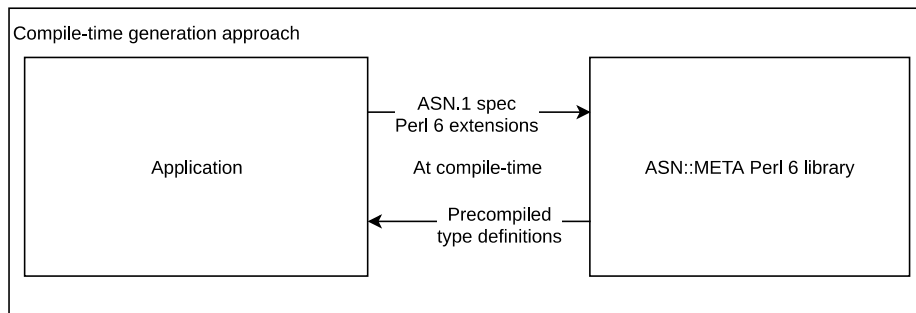 Compile-time generation approach
Application
ASN.1 spec
Perl 6 extensions
At compile-time
Precompiled
type definitions
ASN::META Perl 6 library